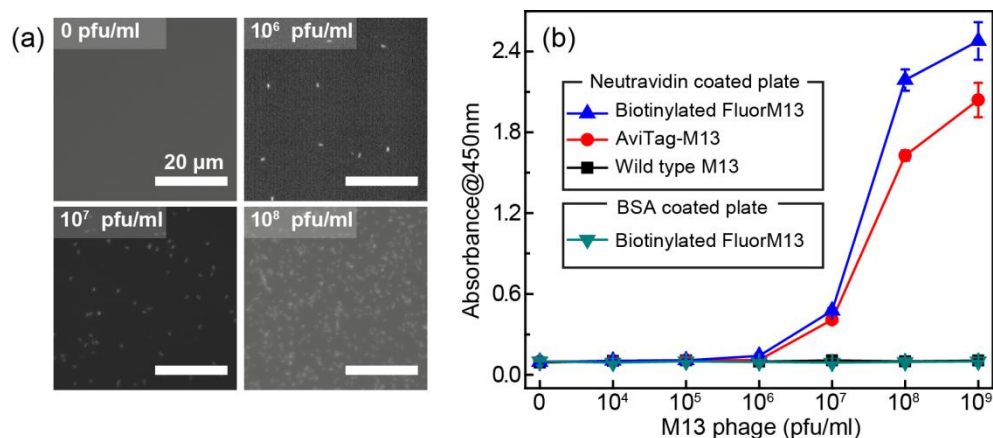 (a)
0 pfu/ml
20 µm
10⁶ pfu/ml
10⁷ pfu/ml
10⁸ pfu/ml
(b)
Absorbance@450nm
2.4
1.8
1.2
0.6
0.0
Neutravidin coated plate
Biotinylated FluorM13
AviTag-M13
Wild type M13
BSA coated plate
Biotinylated FluorM13
0 10⁴ 10⁵ 10⁶ 10⁷ 10⁸ 10⁹
M13 phage (pfu/ml)